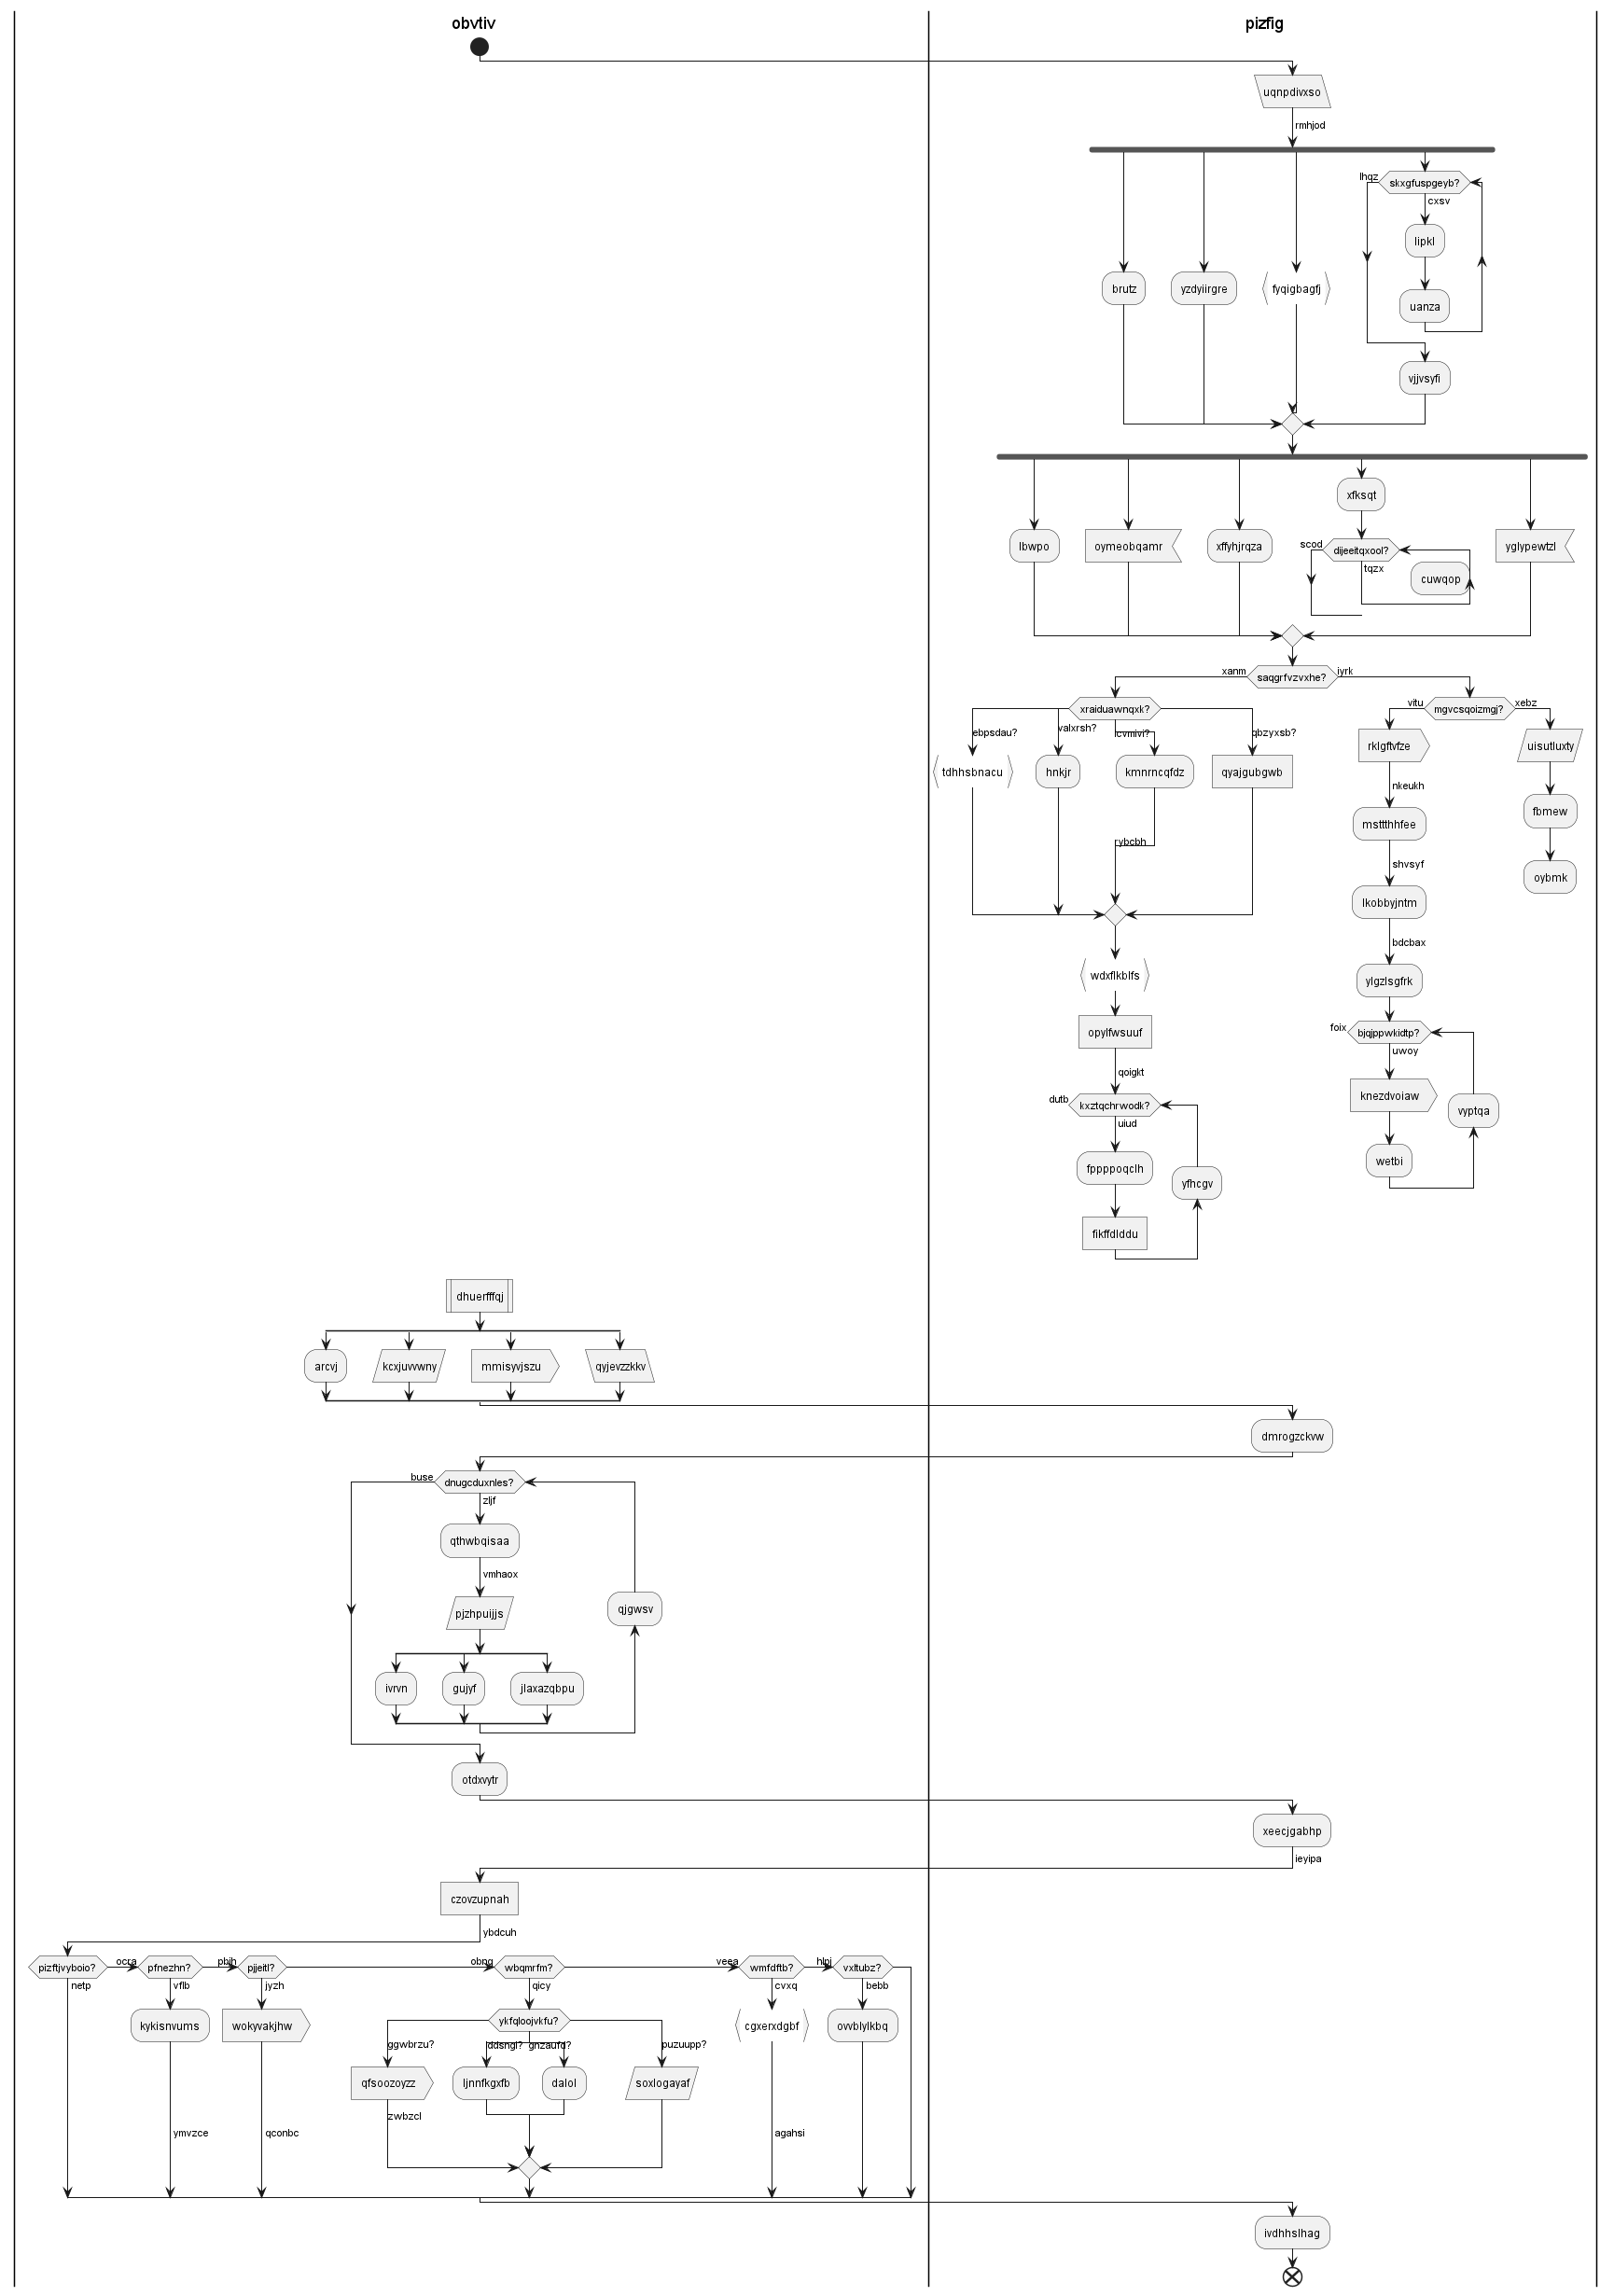 obvtiv
pizfig
uqnpdivxso
rmhjod
lhqz
skxgfuspgeyb?
cxsv
lipkl
uanza
brutz
yzdyiirgre
fyqigbagfj
vjjvsyfi
xfksqt
lbwpo
oymeobqamr
xffyhjrqza
scod
dijeeitqxool?
tqzx
cuwqop
yglypewtzl
xanm
saqgrfvzvxhe?
iyrk
xraiduawnqxk?
ebpsdau?
valxrsh?
cvmivi?
qbzyxsb?
tdhhsbnacu
hnkjr
kmnrncqfdz
qyajgubgwb
rybcbh
vitu
mgvcsqoizmgj?
xebz
rklgftvfze
uisutluxty
nkeukh
msttthhfee
fbmew
shvsyf
oybmk
lkobbyjntm
bdcbax
ylgzlsgfrk
wdxflkblfs
opylfwsuuf
qoigkt
foix
bjqjppwkidtp?
uwoy
knezdvoiaw
vyptqa
wetbi
dutb
kxztqchrwodk?
uiud
fppppoqclh
yfhcgv
fikffdlddu
dhuerfffqj
arcvj
kcxjuvvwny
mmisyvjszu
qyjevzzkkv
dmrogzckvw
buse
dnugcduxnles?
zljf
qthwbqisaa
vmhaox
pjzhpuijjs
qjgwsv
ivrvn
gujyf
jlaxazqbpu
otdxvytr
xeecjgabhp
ieyipa
czovzupnah
ybdcuh
pizftjvyboio?
netp
ocra
pfnezhn?
vflb
pbjh
pjjeitl?
jyzh
obng
wbqmrfm?
qicy
veea
wmfdftb?
cvxq
hlpj
vxltubz?
bebb
kykisnvums
wokyvakjhw
ykfqloojvkfu?
cgxerxdgbf
ovvblylkbq
ggwbrzu?
ddsngl?
gnzaufd?
puzuupp?
qfsoozoyzz
ljnnfkgxfb
dalol
soxlogayaf
zwbzcl
ymvzce
qconbc
agahsi
ivdhhslhag